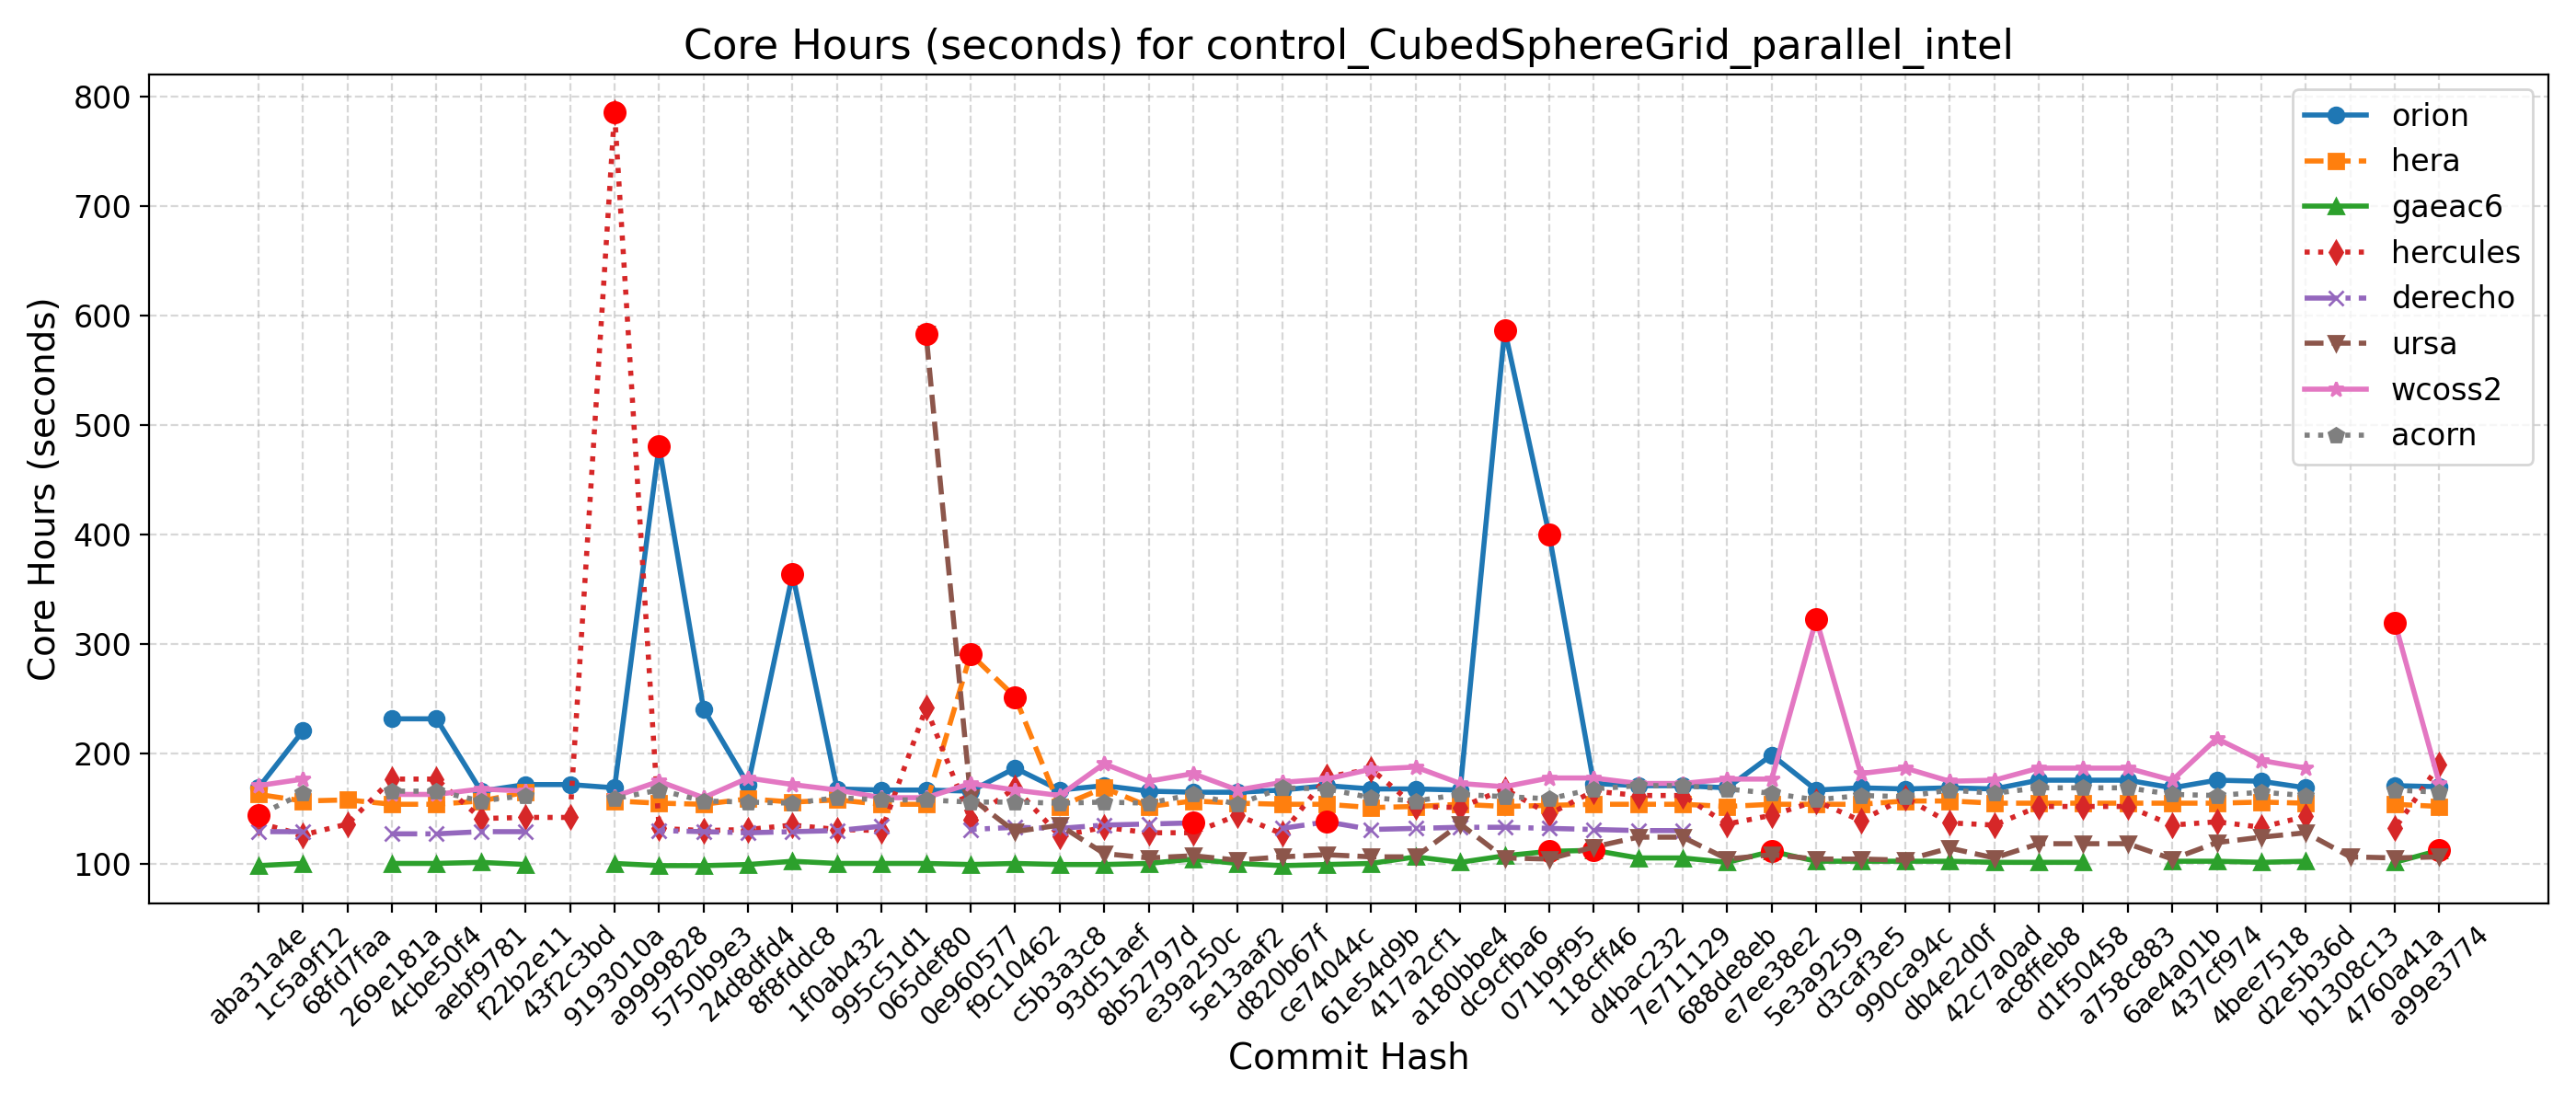 Core Hours (seconds) for control_CubedSphereGrid_parallel_intel
Core Hours (seconds)
800
700
600
500
400
300
200
100
orion
hera
gaeac6
hercules
derecho
ursa
wcoss2
acorn
aba31a4e
1c5a9f12
68fd7faa
269e181a
4cbe50f4
aebf9781
f22b2e11
43f2c3bd
9193010a
a9999828
5750b9e3
24d8dfd4
8f8fddc8
1f0ab432
995c51d1
065def80
0e960577
f9c10462
c5b3a3c8
93d51aef
8b52797d
e39a250c
5e13aaf2
d820b67f
ce74044c
61e54d9b
417a2cf1
a180bbe4
dc9cfba6
071b9f95
118cff46
d4bac232
7e711129
688de8eb
e7ee38e2
5e3a9259
d3caf3e5
990ca94c
db4e2d0f
42c7a0ad
ac8ffeb8
d1f50458
a758c883
6ae4a01b
437cf974
4bee7518
d2e5b36d
b1308c13
4760a41a
a99e3774
Commit Hash